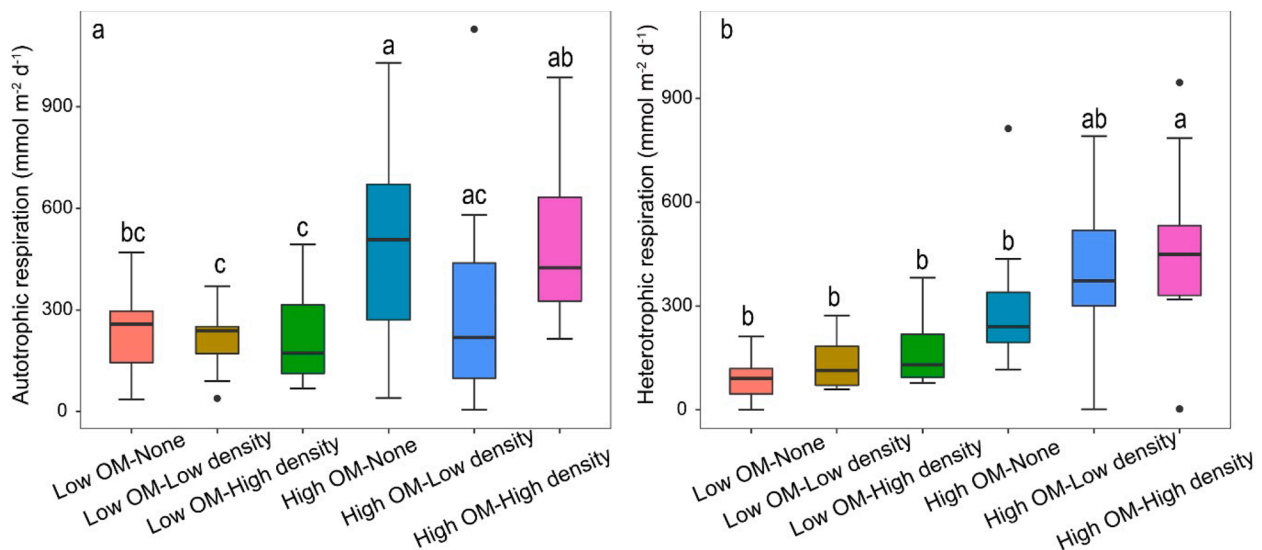 a
Autotrophic respiration (mmol m⁻² d⁻¹)
900
600
300
0
bc
c
c
a
ac
ab
Low OM-None
Low OM-Low density
Low OM-High density
High OM-None
High OM-Low density
High OM-High density
b
Heterotrophic respiration (mmol m⁻² d⁻¹)
900
600
300
0
b
b
b
b
ab
a
Low OM-None
Low OM-Low density
Low OM-High density
High OM-None
High OM-Low density
High OM-High density